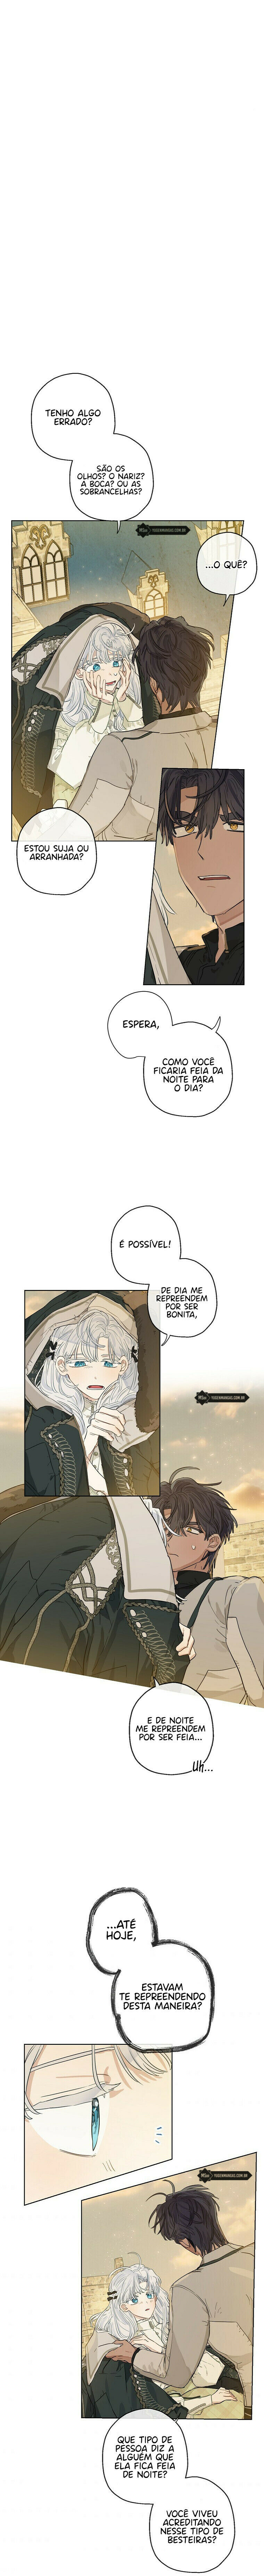 TENHO ALGO
ERRADO?
SÃO OS
OLHOS? O NARIZ?
A BOCA? OU AS
SOBRANCELHAS?
...O QUÊ?
ESTOU SUJA OU
ARRANHADA?
ESPERA,
COMO VOCÊ
FICARIA FEIA DA
NOITE PARA
O DIA?
É POSSÍVEL!
DE DIA ME
REPREENDEM
POR SER
BONITA,
E DE NOITE
ME REPREENDEM
POR SER FEIA...
Uh...
...ATÉ
HOJE,
ESTAVAM
TE REPREENDENDO
DESTA MANEIRA?
QUE TIPO DE
PESSOA DIZ A
ALGUÉM QUE
ELA FICA FEIA
DE NOITE?
VOCÊ VIVEU
ACREDITANDO
NESSE TIPO DE
BESTEIRAS?